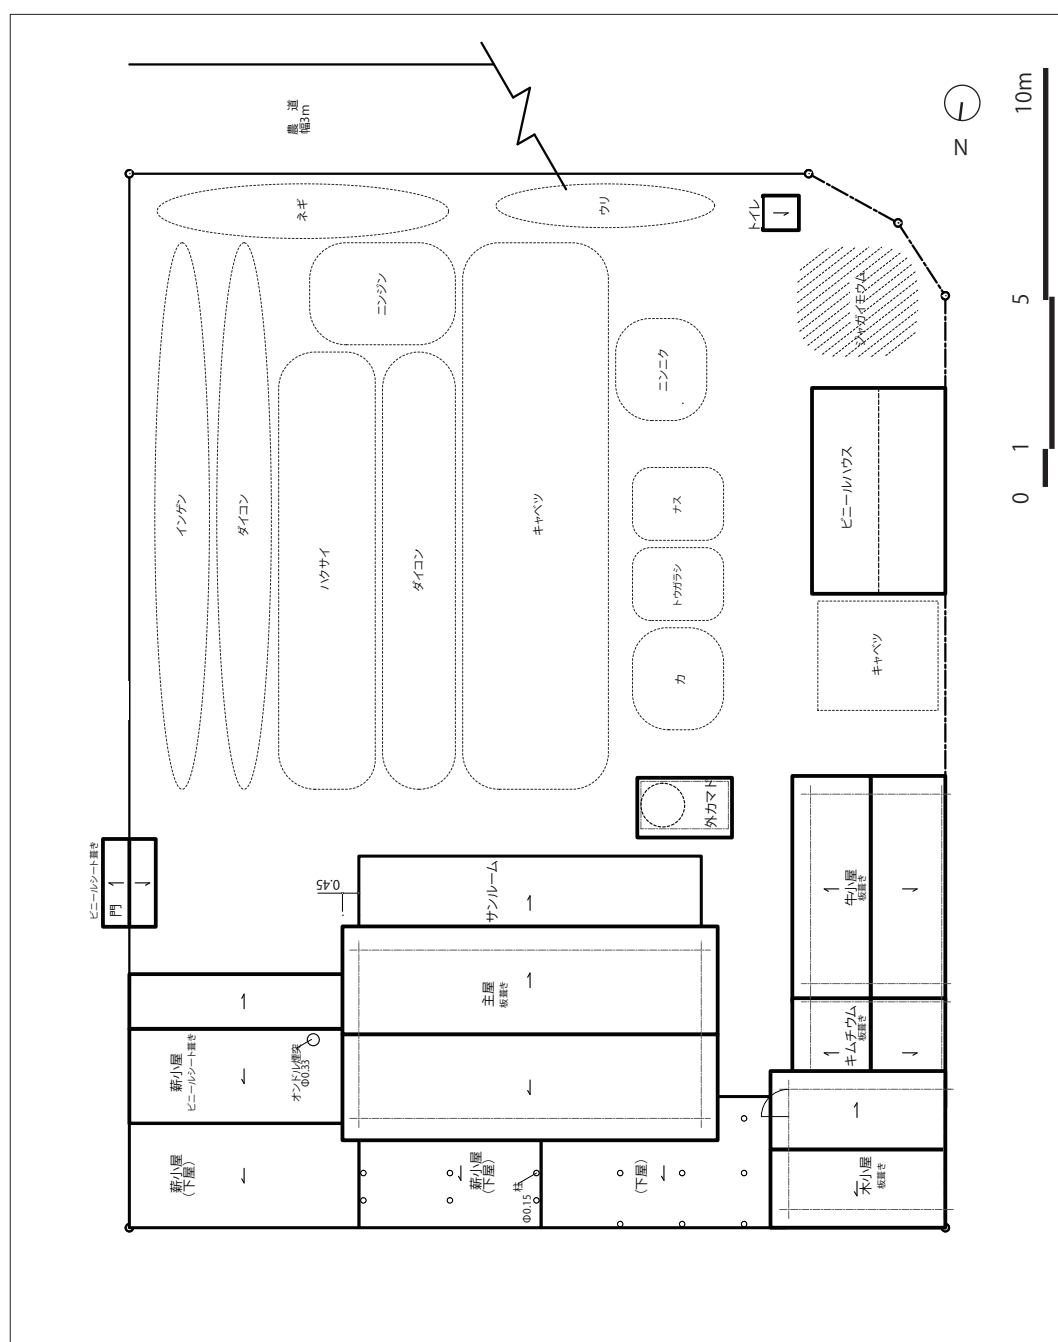 農　道
幅3m
N
10m
5
1
0
ネギ
ウリ
トイレ
ジャガイモウム
ニンジン
ニンニク
インゲン
ダイコン
ハクサイ
ダイコン
キャベツ
ナス
トウガラシ
カ
ビニールハウス
キャベツ
外カマド
ビニールシート葺き
門
0.45
サンルーム
主屋
板葺き
牛小屋
板葺き
キムチウム
板葺き
薪小屋
ビニールシート葺き
オンドル煙突
Φ0.33
薪小屋
(下屋)
薪小屋
(下屋)
柱
Φ0.15
(下屋)
木小屋
板葺き